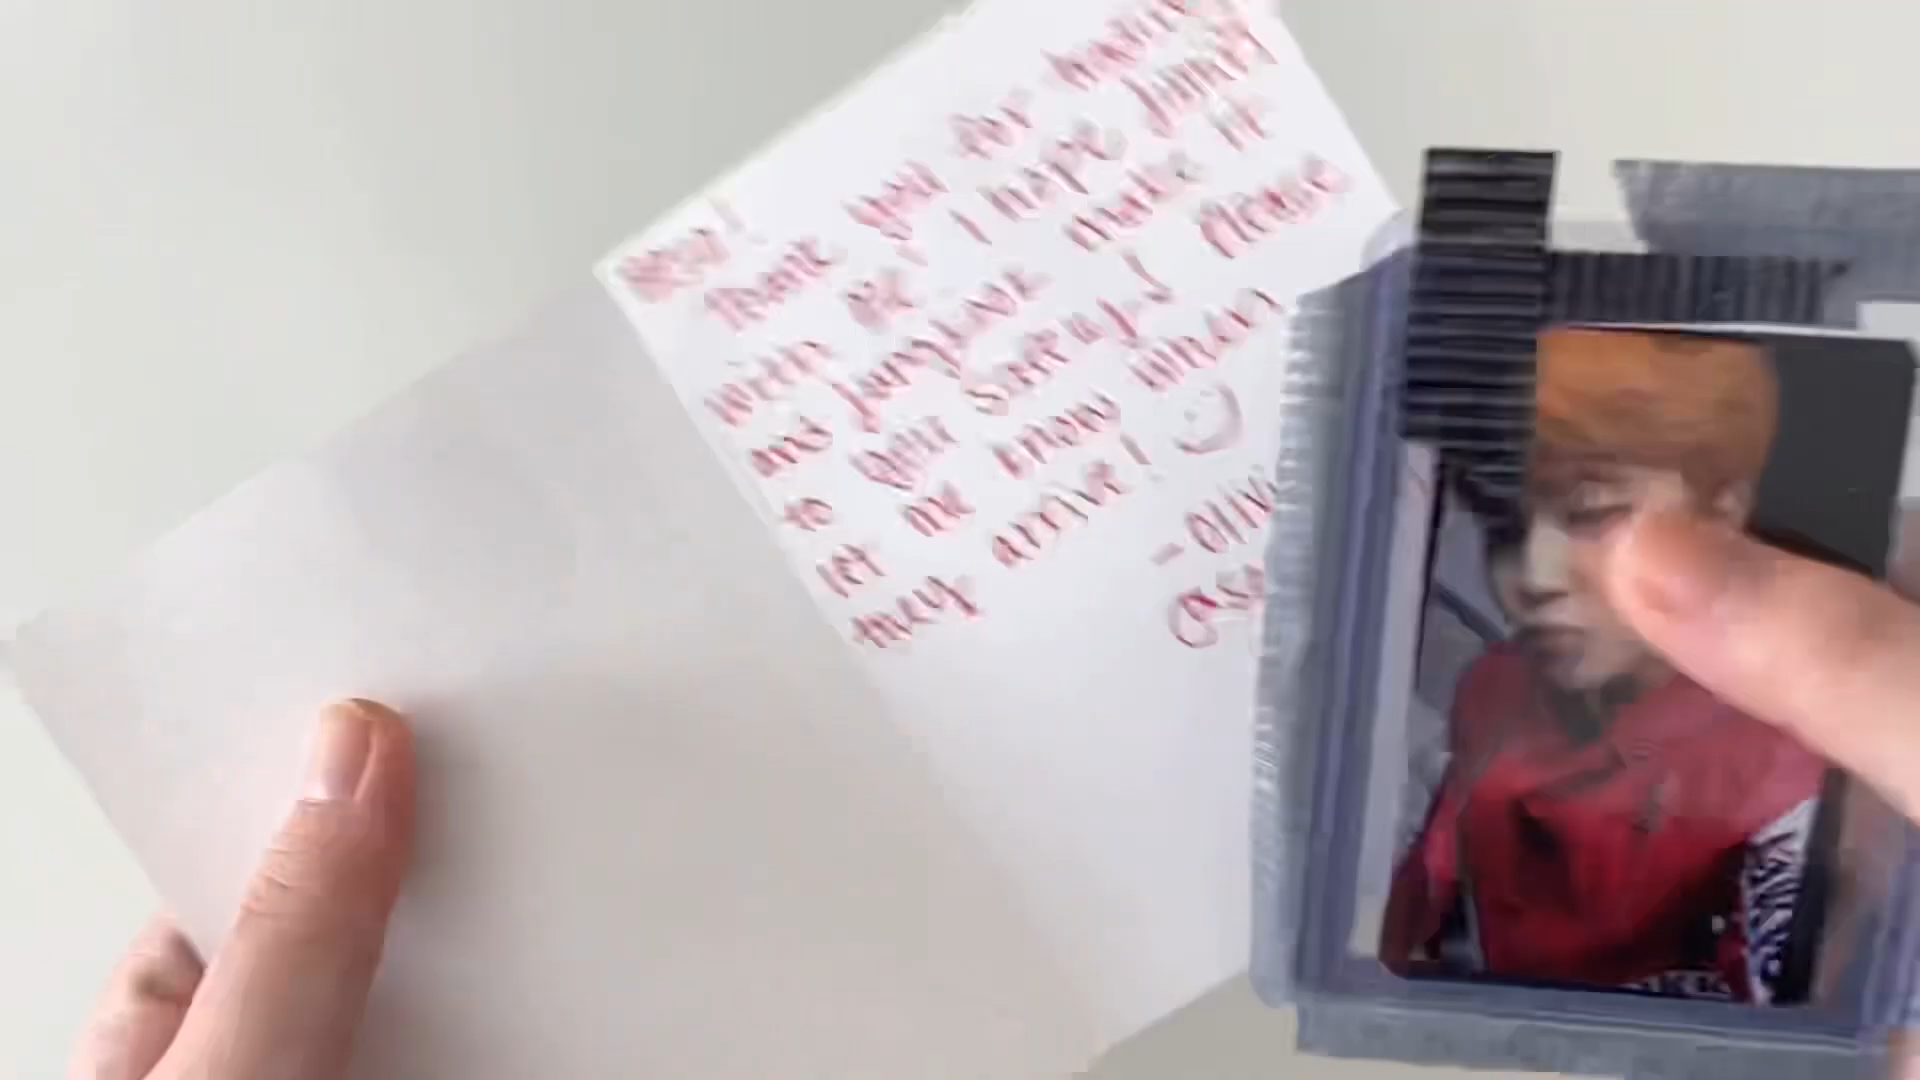 Hey!
Thank you for
with me, I hope Jimin
and Jungkook make it
to you safely! Please
let me know when
they arrive! :)
- Olivi